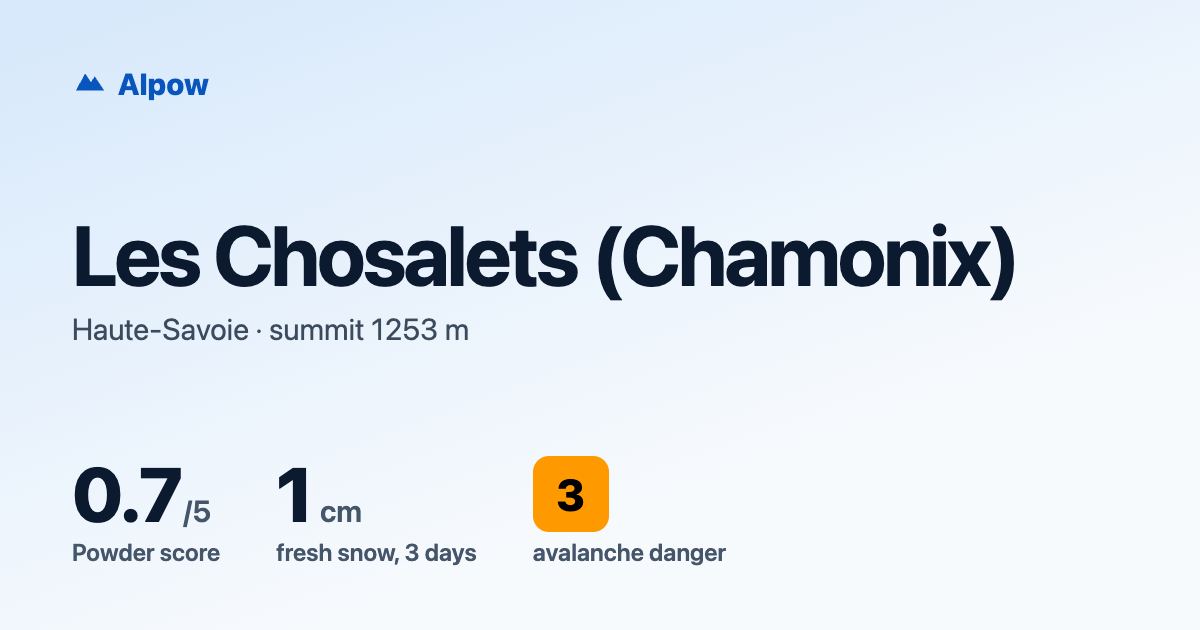 Alpow
Les Chosalets (Chamonix)
Haute-Savoie · summit 1253 m
0.7/5
Powder score
1 cm
fresh snow, 3 days
3
avalanche danger